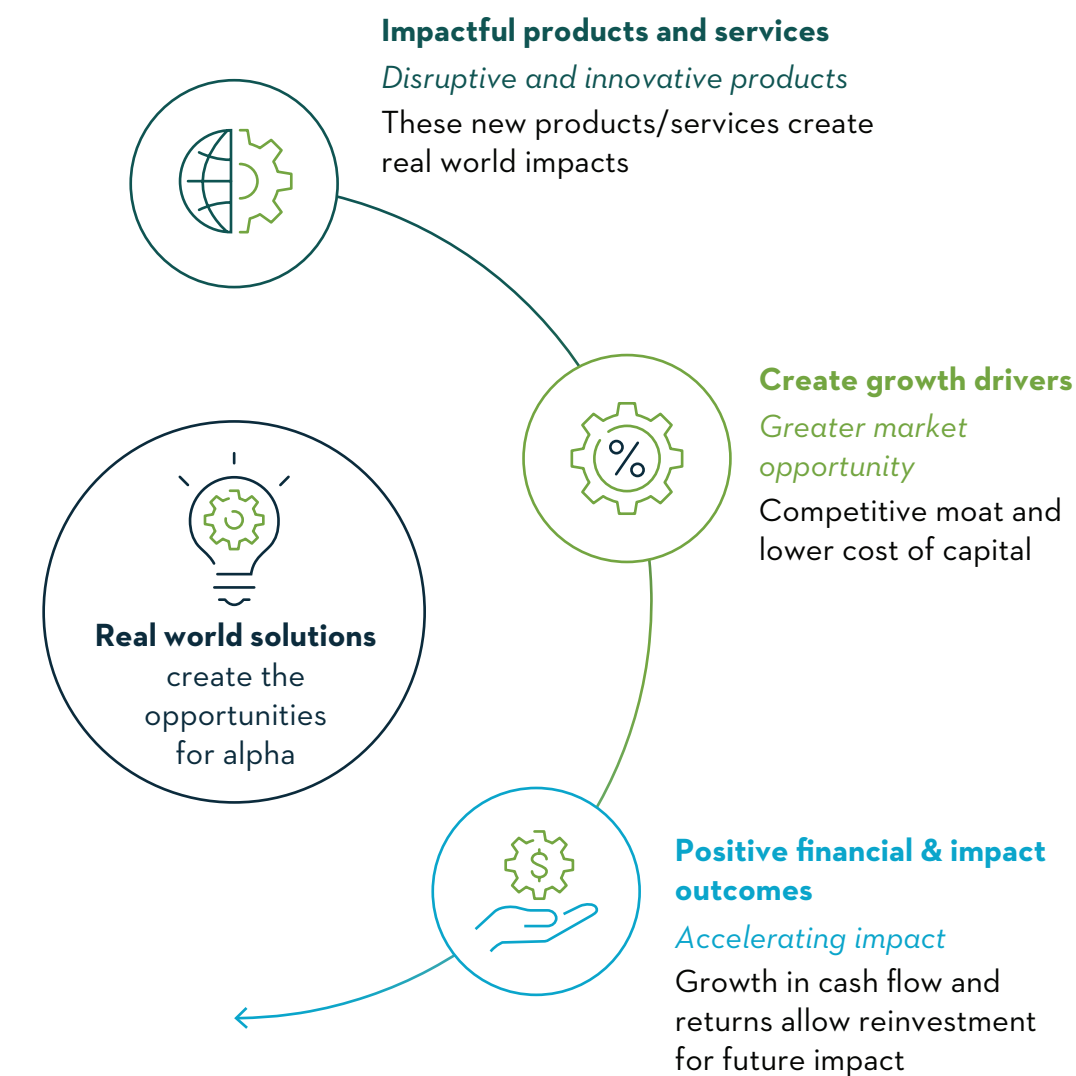 Impactful products and services
Disruptive and innovative products
These new products/services create
real world impacts
%
Create growth drivers
Greater market
opportunity
Competitive moat and
lower cost of capital
Real world solutions
create the
opportunities
for alpha
$
Positive financial & impact
outcomes
Accelerating impact
Growth in cash flow and
returns allow reinvestment
for future impact